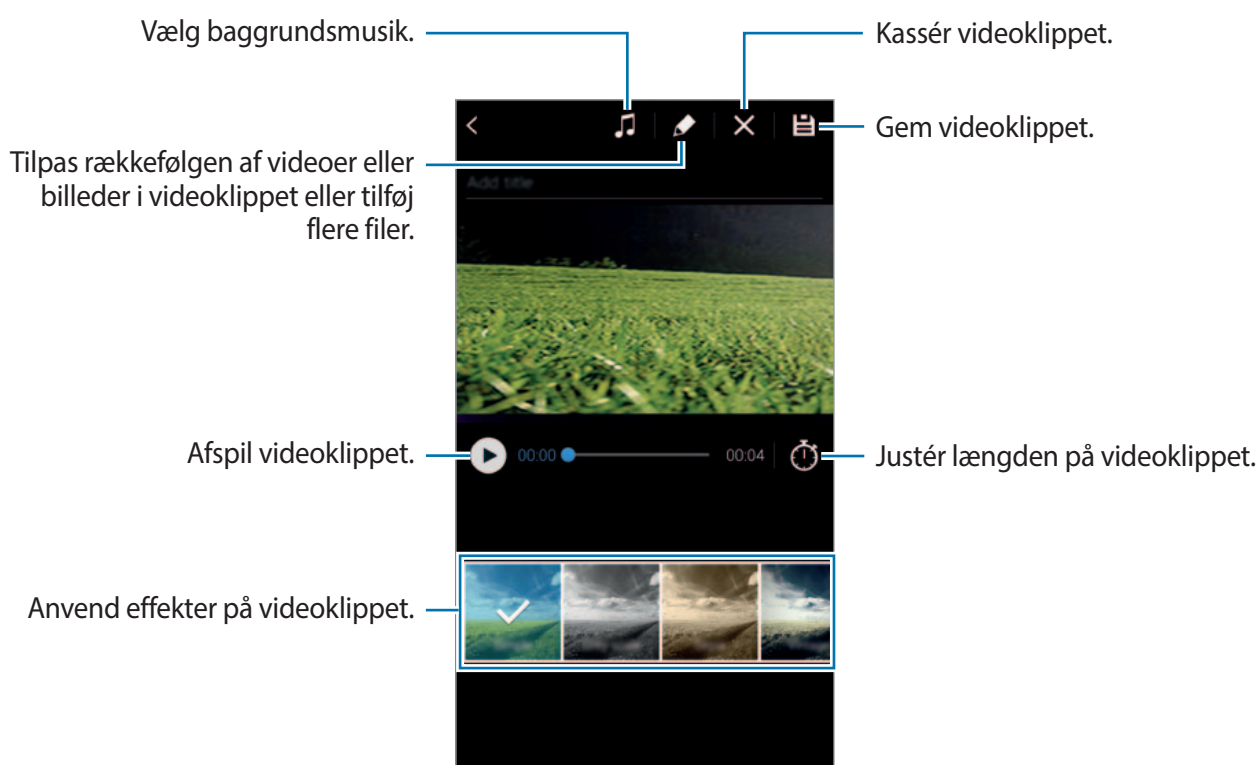 Vælg baggrundsmusik.
Kassér videoklippet.
Gem videoklippet.
Tilpas rækkefølgen af videoer eller
billeder i videoklippet eller tilføj
flere filer.
Add title
Afspil videoklippet.
00:00
00:04
Justér længden på videoklippet.
Anvend effekter på videoklippet.